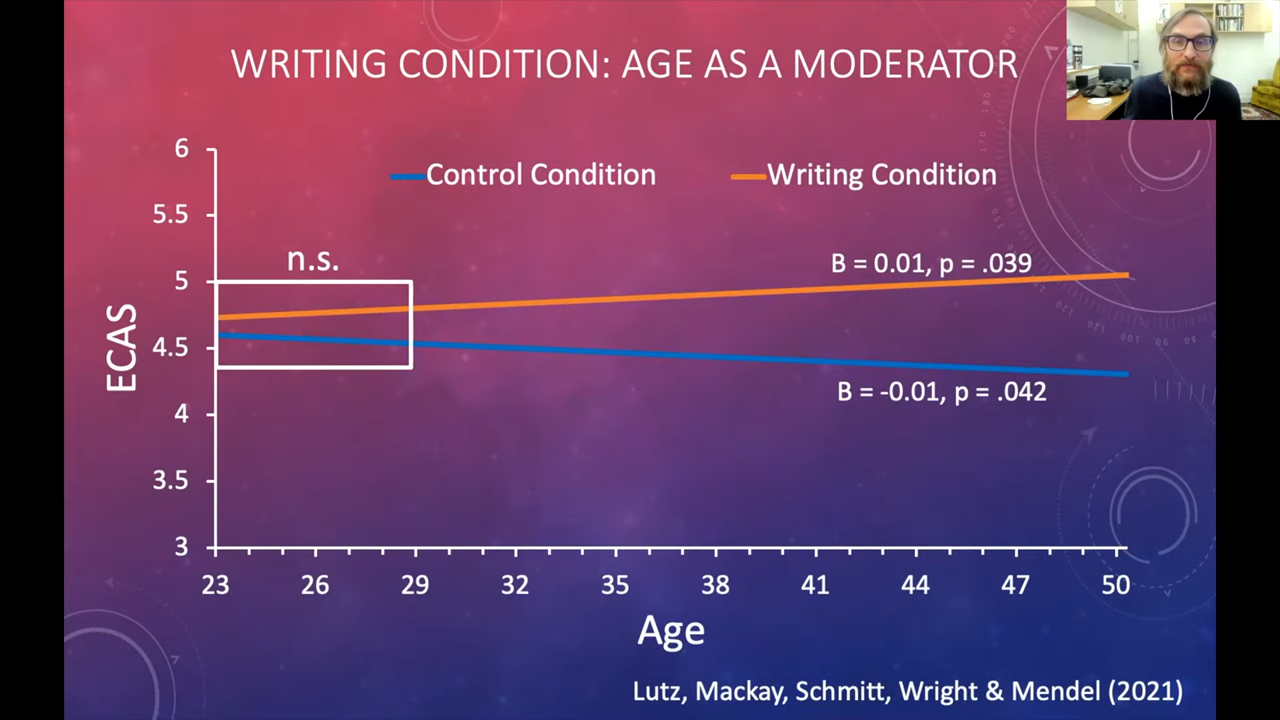 WRITING CONDITION: AGE AS A MODERATOR
6
Control Condition
Writing Condition
5.5
n.s.
B = 0.01, p = .039
5
ECAS
4.5
B = -0.01, p = .042
4
3.5
3
23 26 29 32 35 38 41 44 47 50
Age
Lutz, Mackay, Schmitt, Wright & Mendel (2021)